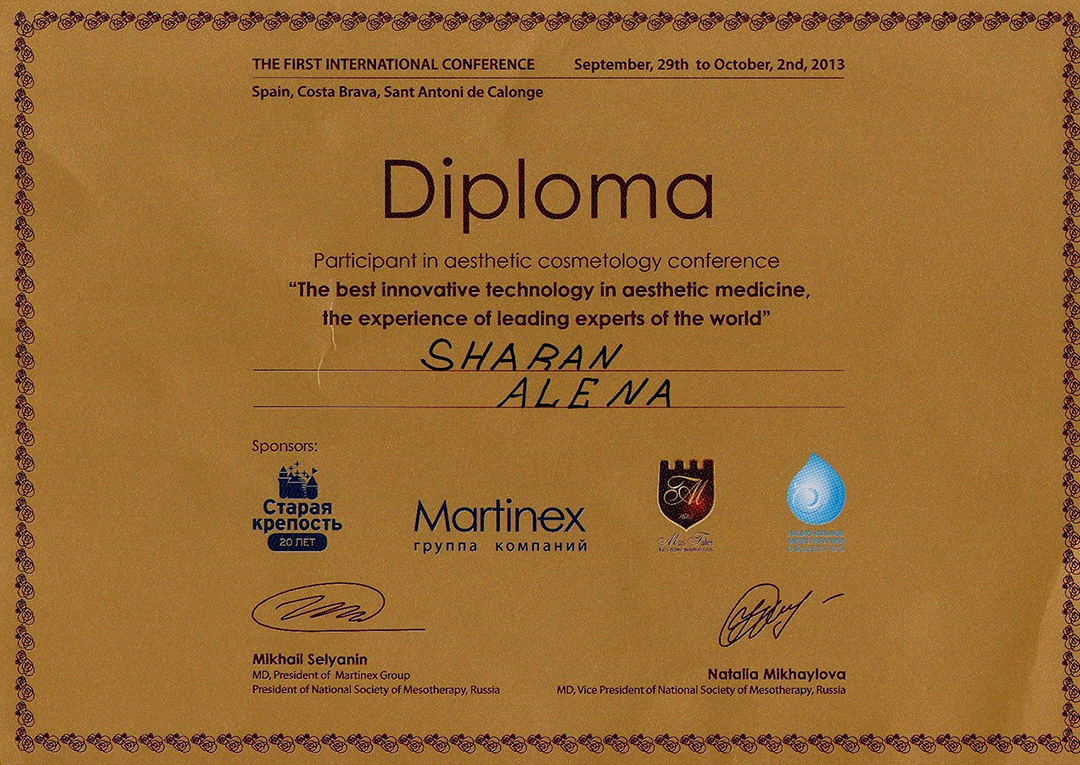 THE FIRST INTERNATIONAL CONFERENCE September, 29th to October, 2nd, 2013
Spain, Costa Brava, Sant Antoni de Calonge
Diploma
Participant in aesthetic cosmetology conference
“The best innovative technology in aesthetic medicine,
the experience of leading experts of the world”
SHARAN
ALENA
Sponsors:
Старая
крепость
20 ЛЕТ
Martinex
группа компаний
Mikhail Selyanin
MD, President of Martinex Group
President of National Society of Mesotherapy, Russia
Natalia Mikhaylova
MD, Vice President of National Society of Mesotherapy, Russia